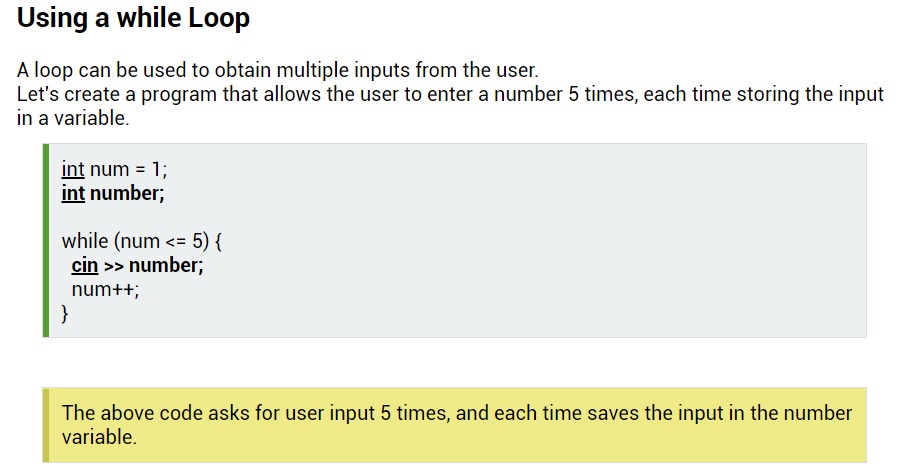 Using a while Loop
A loop can be used to obtain multiple inputs from the user.
Let's create a program that allows the user to enter a number 5 times, each time storing the input
in a variable.
int num = 1;
int number;
while (num <= 5) {
cin >> number;
num++;
}
The above code asks for user input 5 times, and each time saves the input in the number
variable.